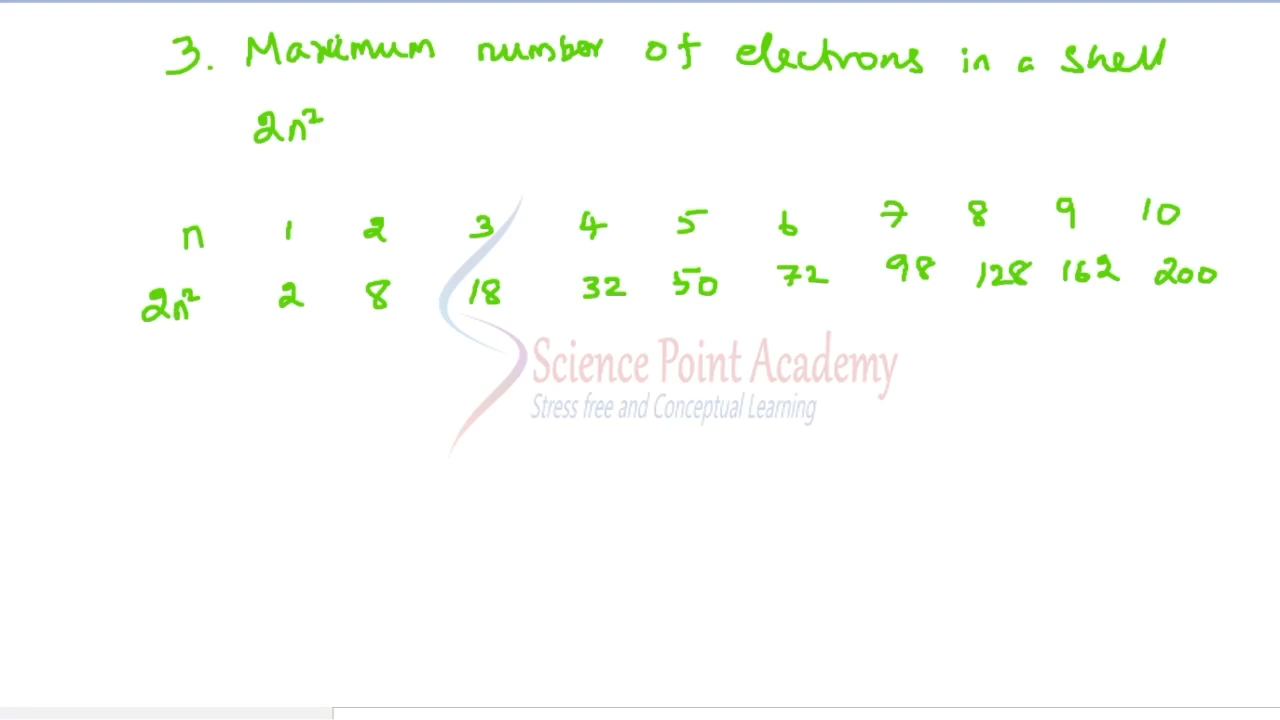 3. Maximum number of electrons in a shell
2n²
n 1 2 3 4 5 6 7 8 9 10
2n² 2 8 18 32 50 72 98 128 162 200
Science Point Academy
Stress free and Conceptual Learning